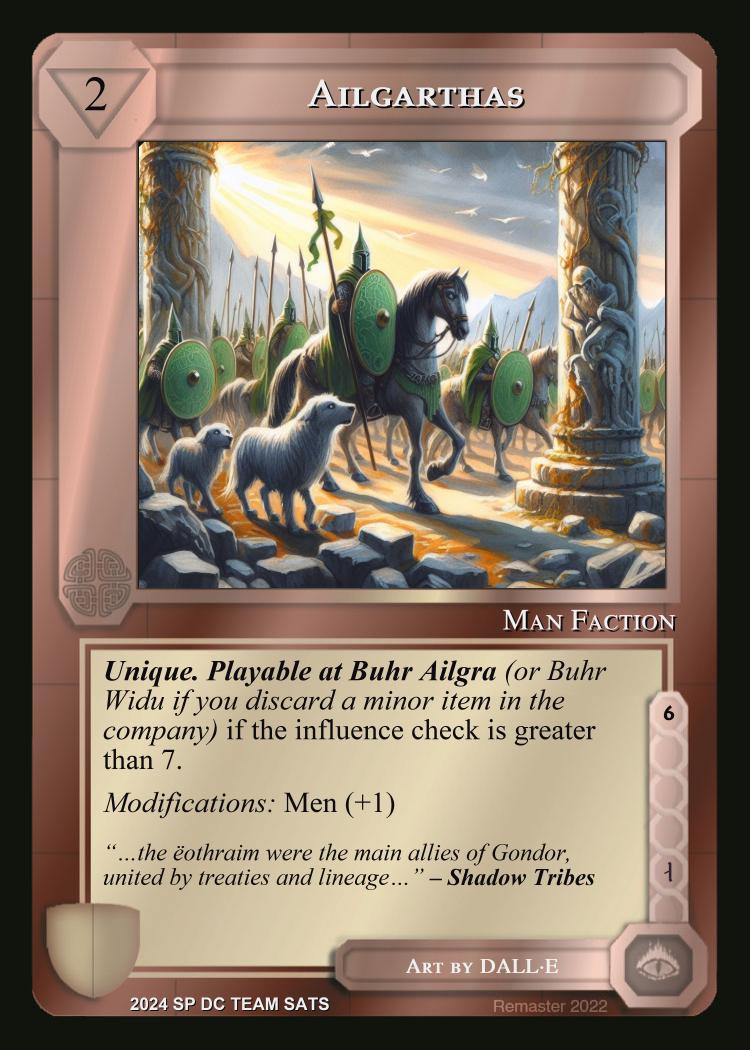 2
Ailgarthas
Man Faction
Unique. Playable at Buhr Ailgra (or Buhr
Widu if you discard a minor item in the
company) if the influence check is greater
than 7.
6
Modifications: Men (+1)
“...the ëothraim were the main allies of Gondor,
united by treaties and lineage...” – Shadow Tribes
Art by DALL·E
2024 SP DC TEAM SATS
Remaster 2022